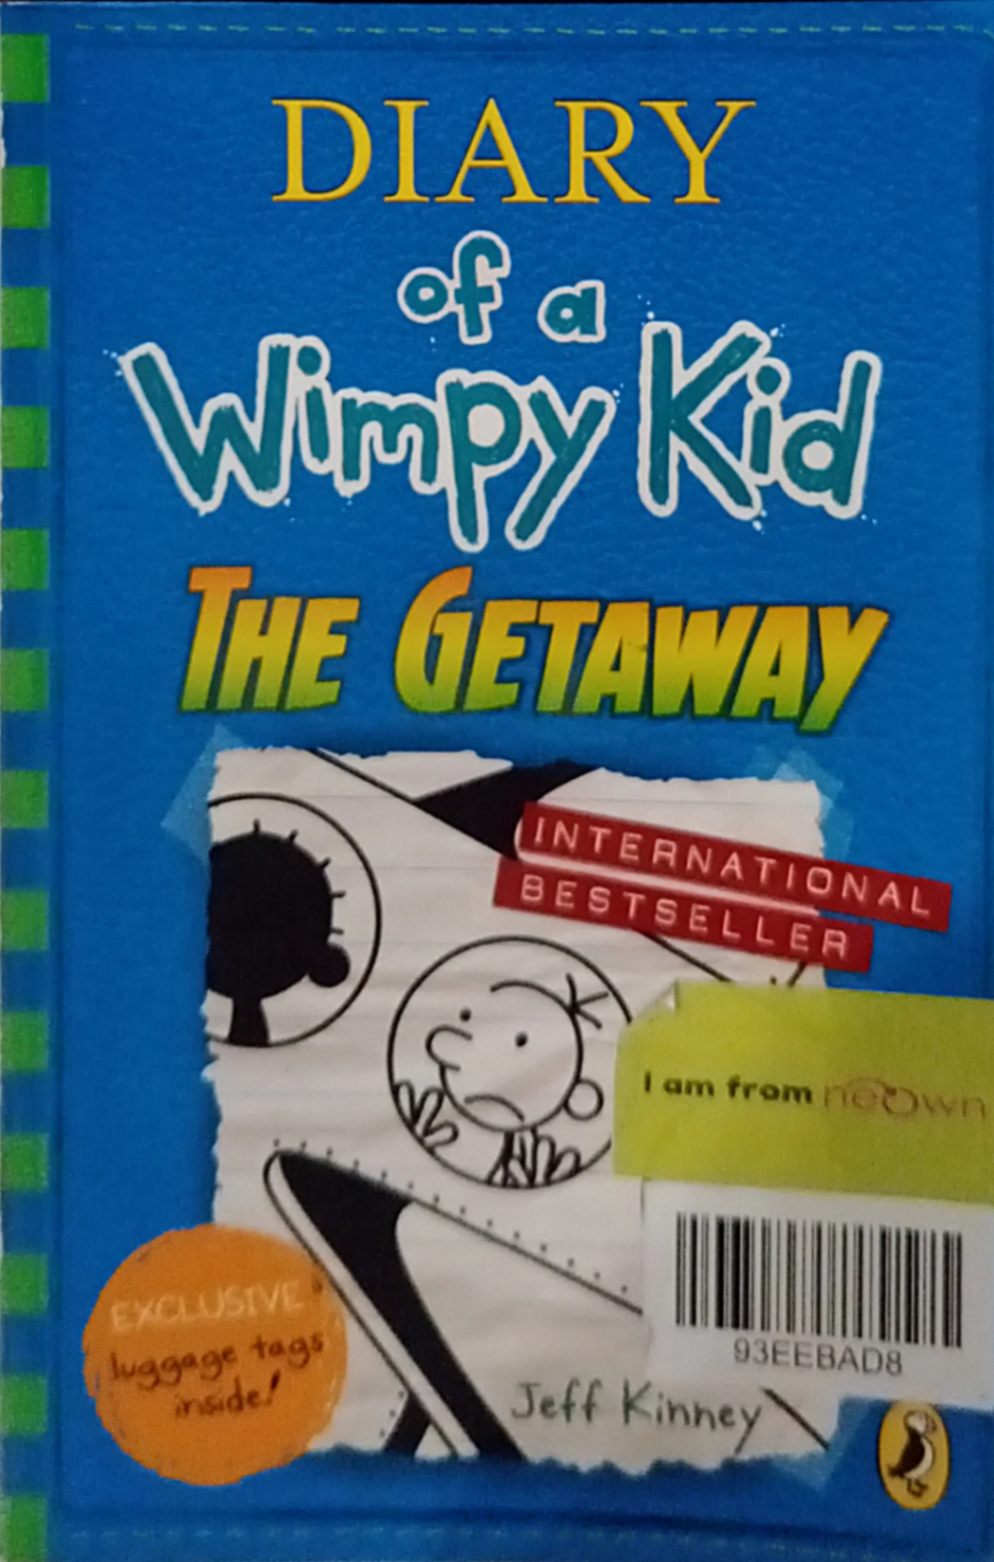 DIARY
of a
Wimpy Kid
THE GETAWAY
INTERNATIONAL
BESTSELLER
I am from neOwn
93EEBAD8
EXCLUSIVE
luggage tags
inside!
Jeff Kinney